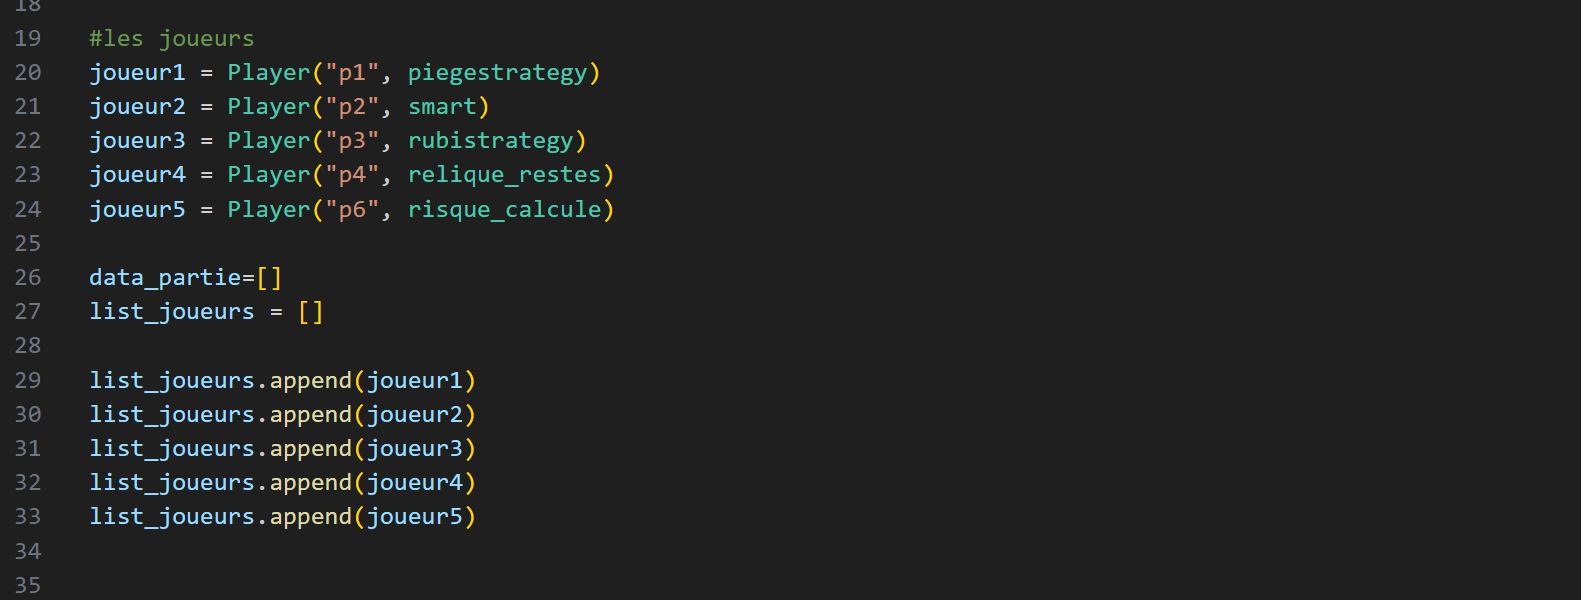 18
19 #les joueurs
20 joueur1 = Player("p1", piegestrategy)
21 joueur2 = Player("p2", smart)
22 joueur3 = Player("p3", rubistrategy)
23 joueur4 = Player("p4", relique_restes)
24 joueur5 = Player("p6", risque_calcule)
25
26 data_partie=[]
27 list_joueurs = []
28
29 list_joueurs.append(joueur1)
30 list_joueurs.append(joueur2)
31 list_joueurs.append(joueur3)
32 list_joueurs.append(joueur4)
33 list_joueurs.append(joueur5)
34
35